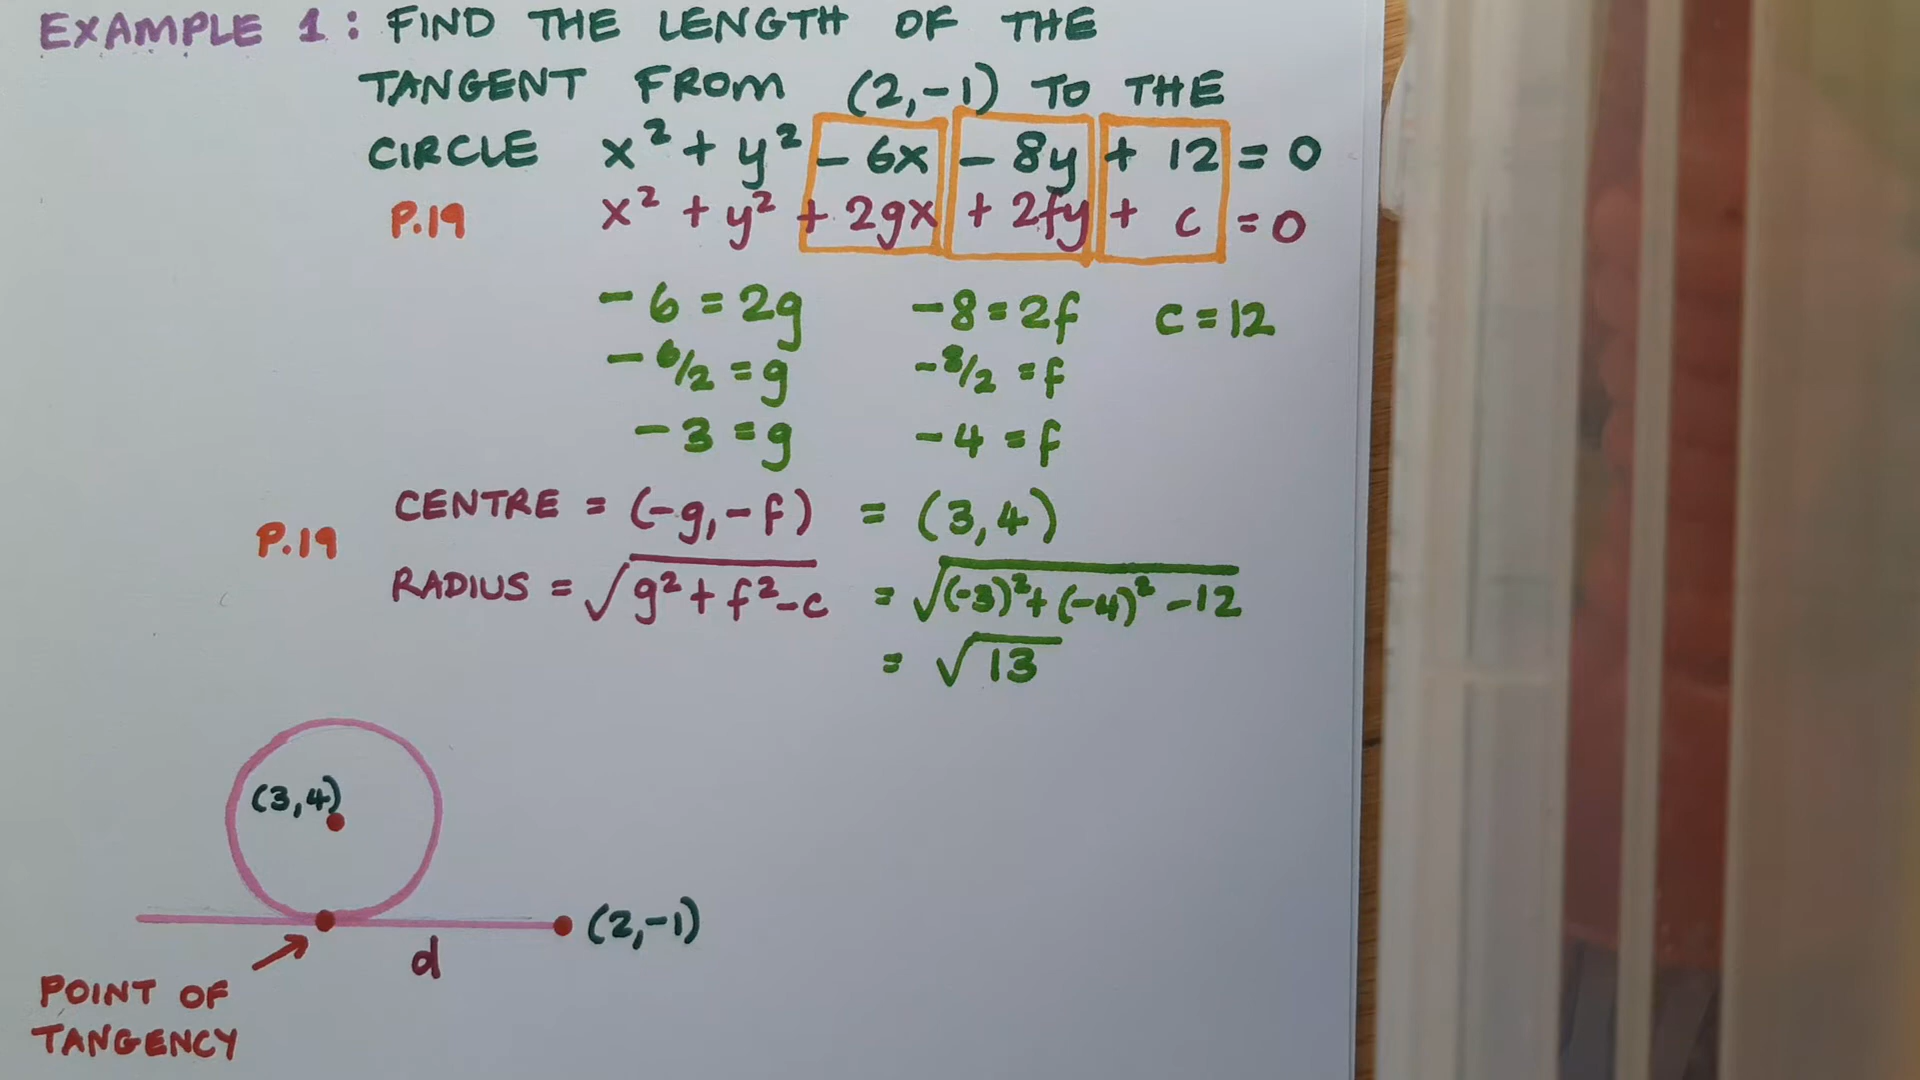 EXAMPLE 1: FIND THE LENGTH OF THE
TANGENT FROM (2,-1) TO THE
CIRCLE x² + y² - 6x - 8y + 12 = 0
P.19 x² + y² + 2gx + 2fy + c = 0
-6 = 2g -8 = 2f c = 12
-6/2 = g -8/2 = f
-3 = g -4 = f
P.19
CENTRE = (-g,-f) = (3,4)
RADIUS = √g²+f²-c = √(-3)²+(-4)²-12
= √13
(3,4)
(2,-1)
d
POINT OF
TANGENCY